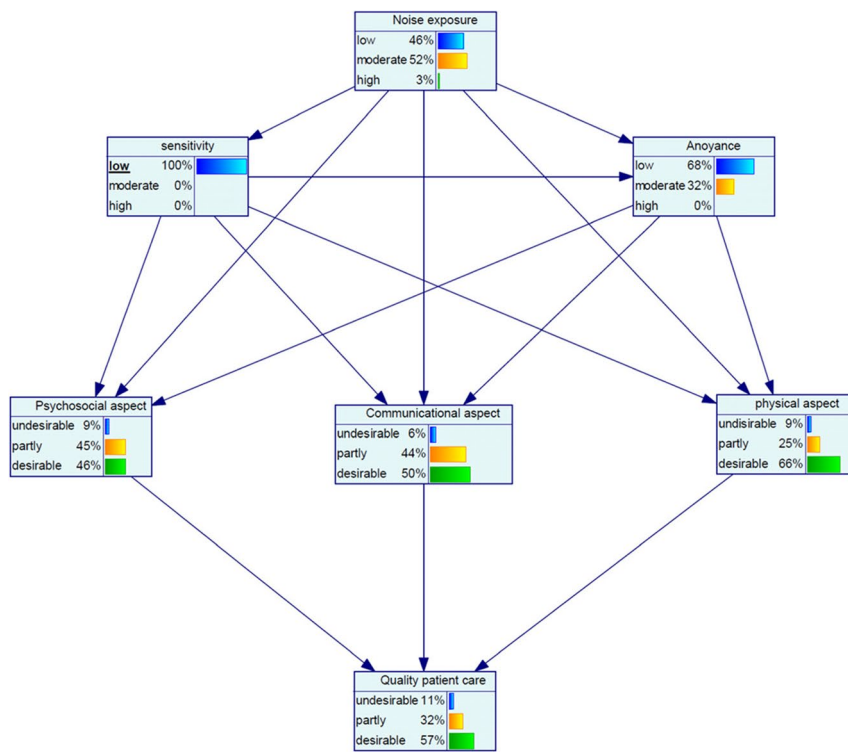 Noise exposure
low 46%
moderate 52%
high 3%
sensitivity
low 100%
moderate 0%
high 0%
Anoyance
low 68%
moderate 32%
high 0%
Psychosocial aspect
undesirable 9%
partly 45%
desirable 46%
Communicational aspect
undesirable 6%
partly 44%
desirable 50%
physical aspect
undisirable 9%
partly 25%
desirable 66%
Quality patient care
undesirable 11%
partly 32%
desirable 57%